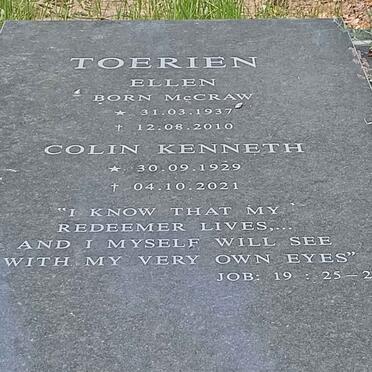 TOERIEN
ELLEN
BORN McCRAW
★ 31.03.1937
† 12.08.2010
COLIN KENNETH
★ 30.09.1929
† 04.10.2021
"I KNOW THAT MY
REDEEMER LIVES,...
AND I MYSELF WILL SEE
WITH MY VERY OWN EYES"
JOB: 19 : 25-2